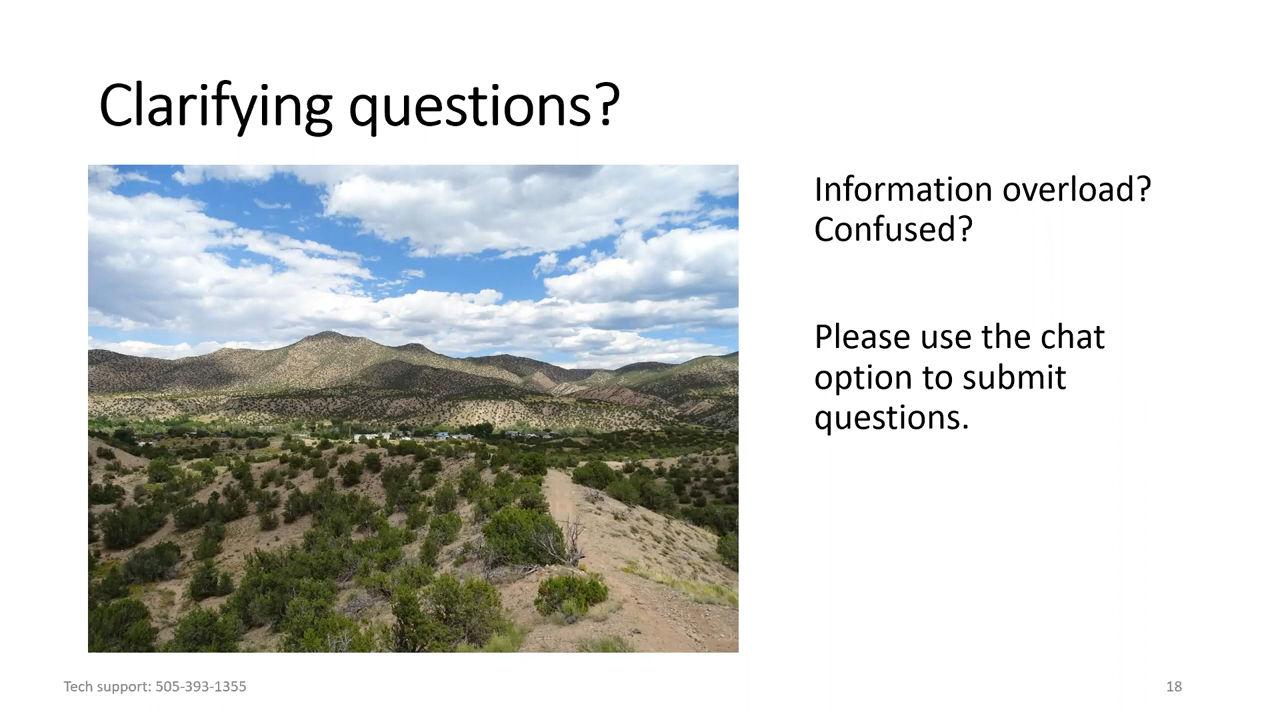 Clarifying questions?
Information overload?
Confused?
Please use the chat
option to submit
questions.
Tech support: 505-393-1355
18